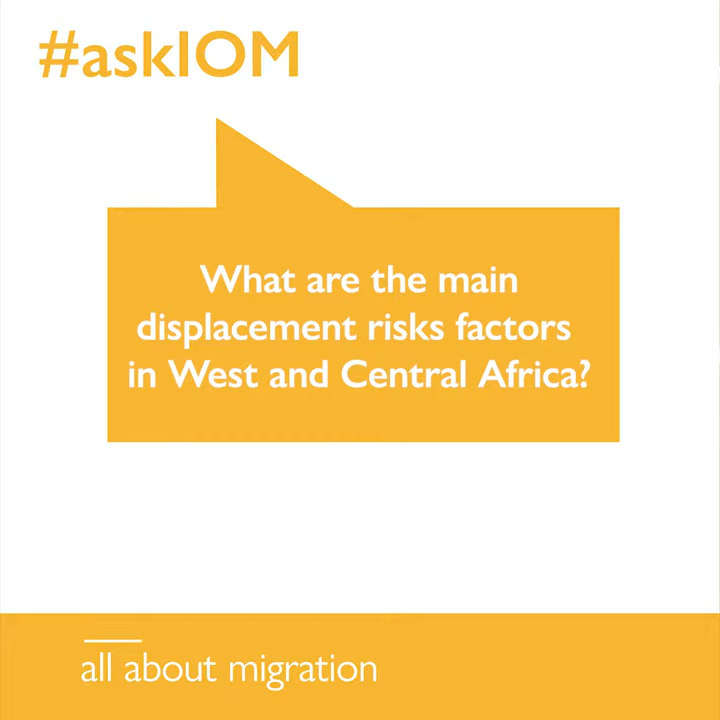 #askIOM
What are the main
displacement risks factors
in West and Central Africa?
all about migration